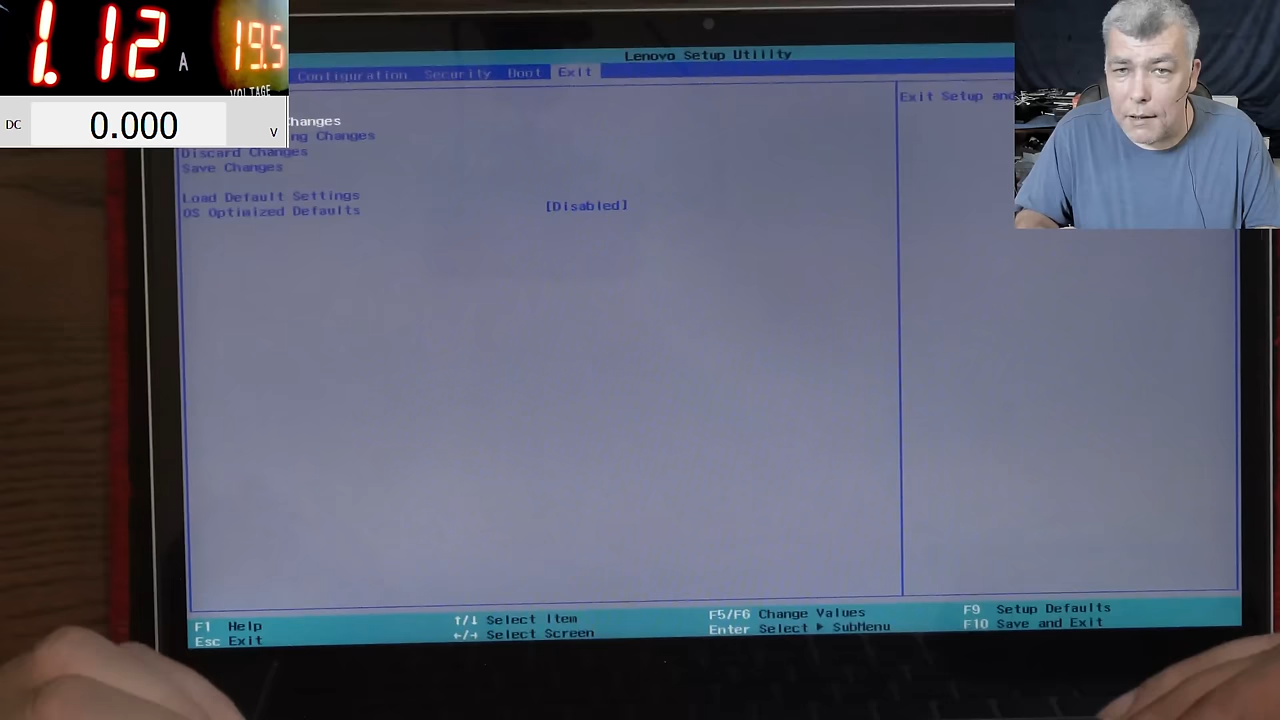 1.12 A 19.5
VOLTAGE
DC 0.000 v
Lenovo Setup Utility
Configuration Security Boot Exit
Changes
ng Changes
Discard Changes
Save Changes
Load Default Settings
OS Optimized Defaults [Disabled]
Exit Setup and
F1 Help ↑/↓ Select Item F5/F6 Change Values F9 Setup Defaults
Esc Exit ←/→ Select Screen Enter Select ▶ SubMenu F10 Save and Exit